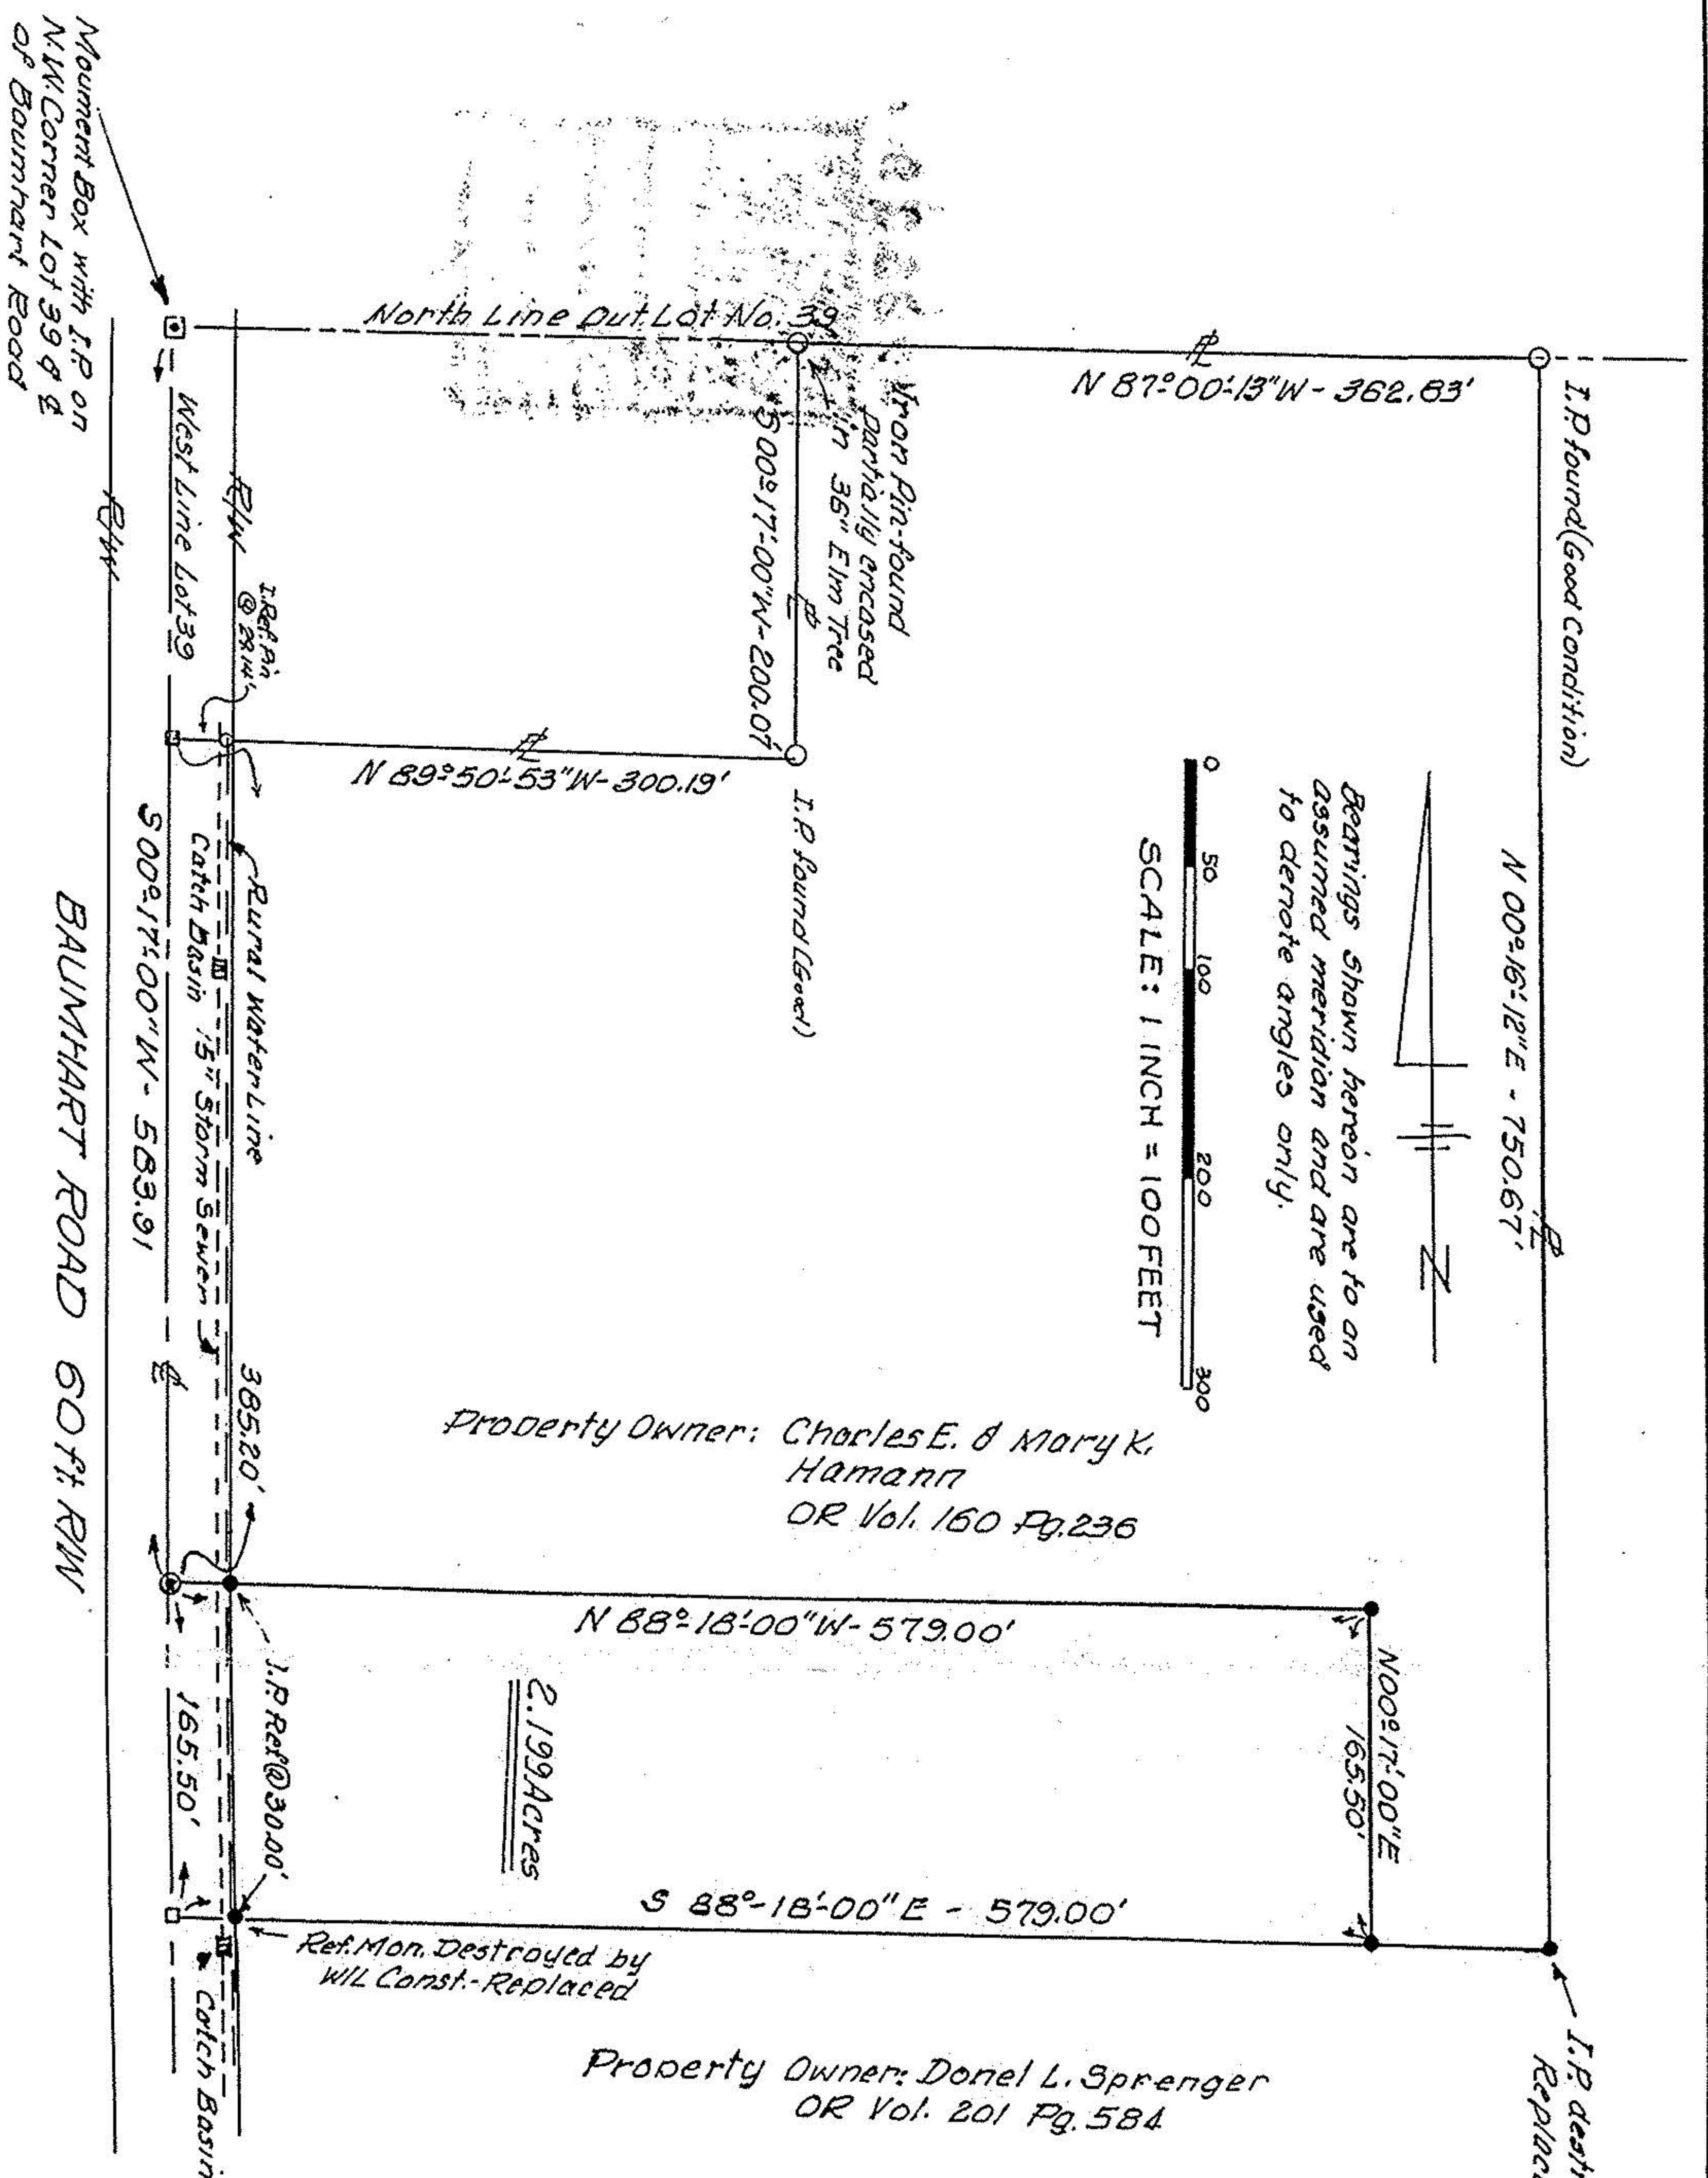 Moument Box with I.P. on
N.W. Corner Lot 39 & ℄
of Baumhart Road
North Line Out Lot No. 39
℄
N 87°-00'-13"W - 362.83'
I.P. found (Good Condition)
Iron Pin-found
partially encased
in 36" Elm Tree
S 00°-17'-00"W-200.07'
West Line Lot 39
R/W
R/W
I.Ref.Pin
N 89°-50'-53"W-300.19'
I.P. found (Good)
N 00°-16'-12"E - 750.67'
Bearings Shown hereon are to an
assumed meridian and are used
to denote angles only.
N
0 50 100 200 300
SCALE: 1 INCH = 100 FEET
Rural Water Line
Catch Basin 15" Storm Sewer
S 00°-17'-00"W - 583.91
BAUMHART ROAD 60 ft. R/W
385.20'
Property Owner: Charles E. & Mary K.
Hamann
OR Vol. 160 Pg. 236
N 88°-18'-00"W - 579.00'
N 00°-17'-00"E
165.50'
2.199 Acres
I.P. Ref @ 30.00'
165.50'
S 88°-18'-00"E - 579.00'
Ref. Mon. Destroyed by
W/L Const.-Replaced
Catch Basin
Property Owner: Donel L. Sprenger
OR Vol. 201 Pg. 584
I.P. dest
Replac